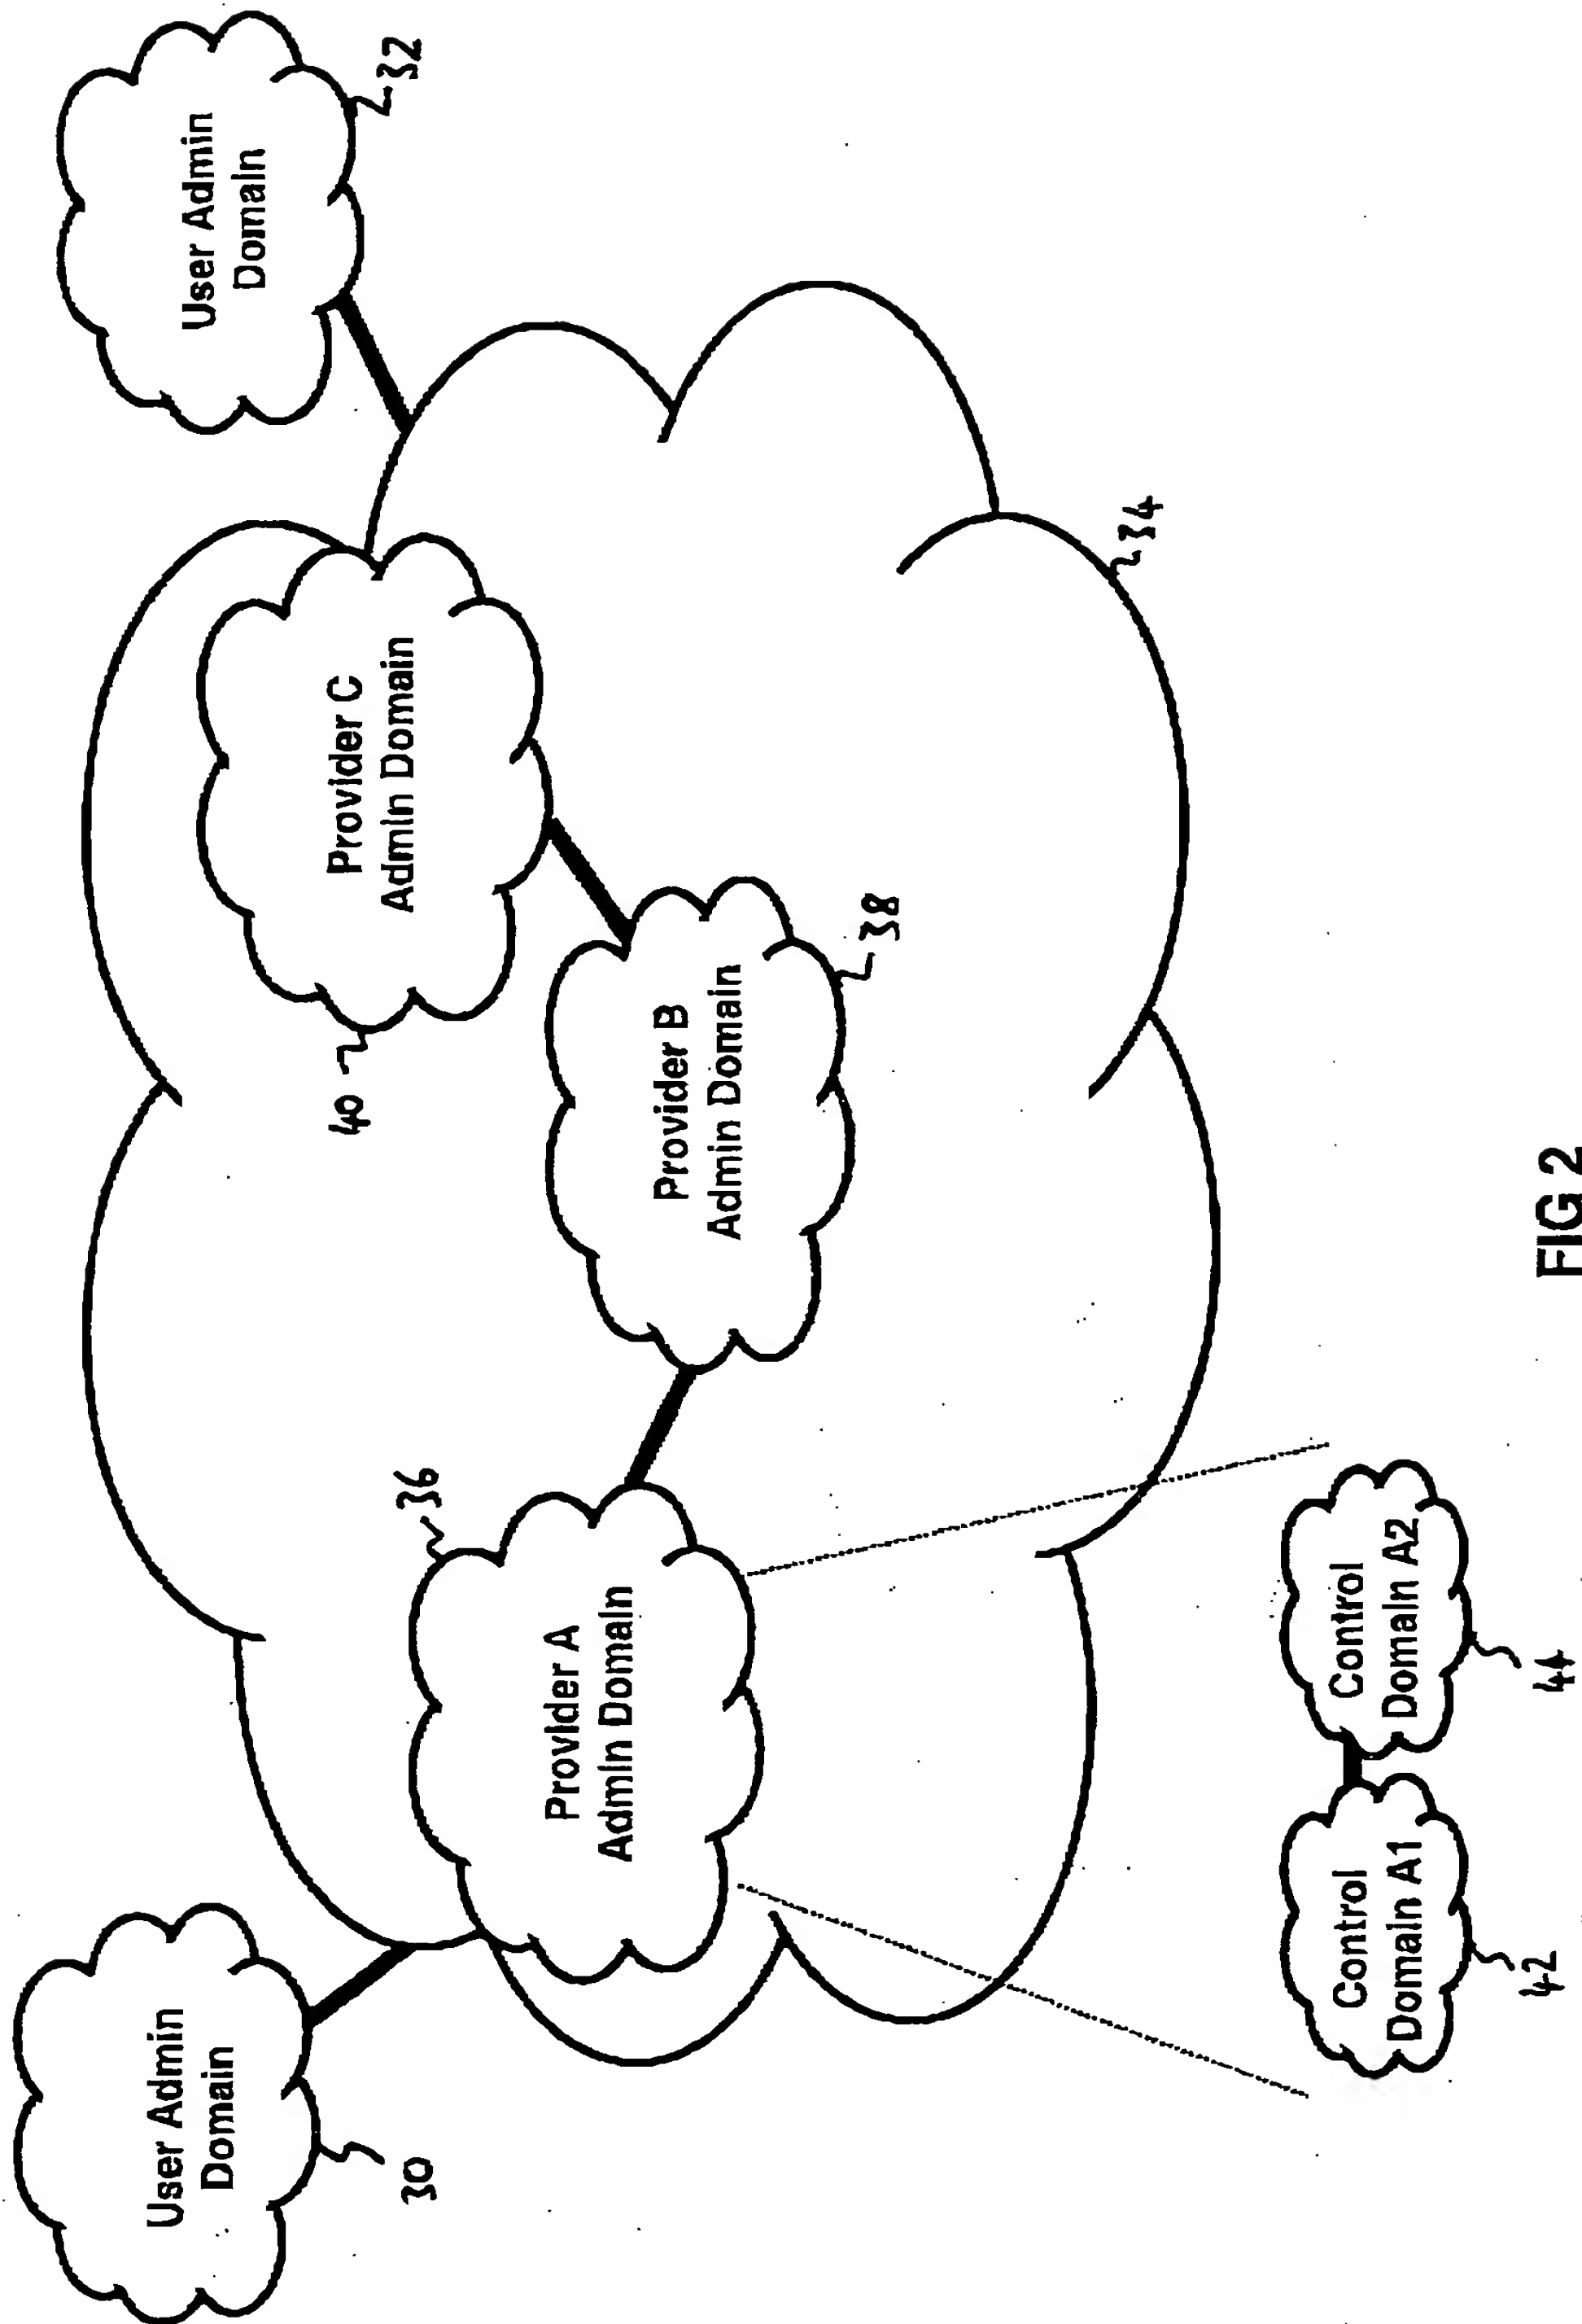 User Admin
Domain
30
36
Provider A
Admin Domain
40
Provider B
Admin Domain
38
Provider C
Admin Domain
User Admin
Domain
32
34
Control
Domain A1
42
Control
Domain A2
44
FIG 2